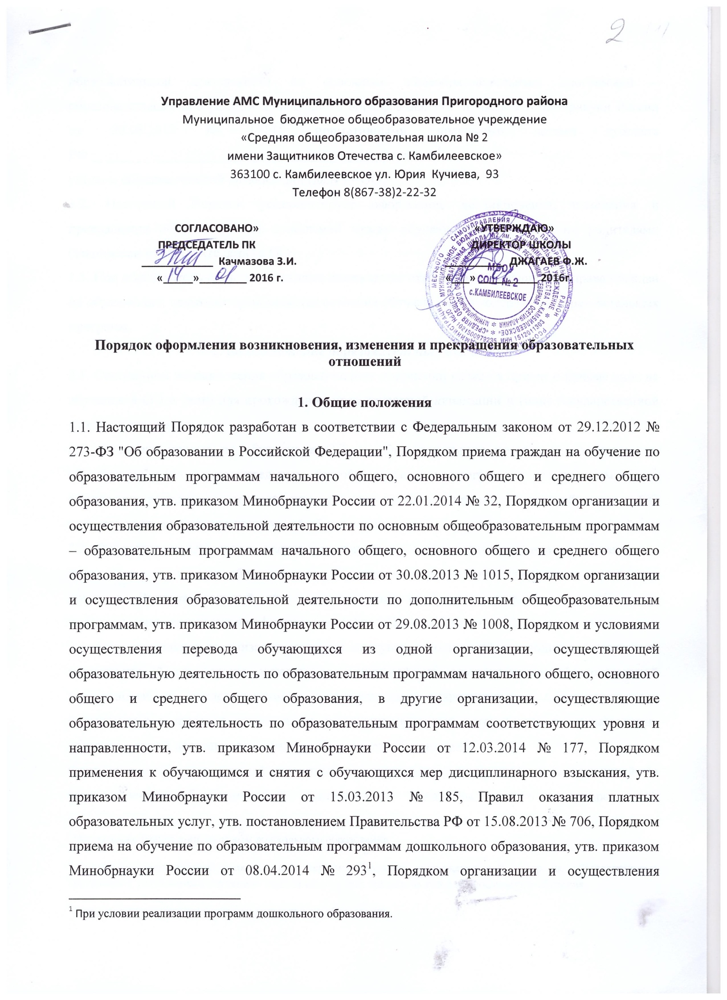 2
Управление АМС Муниципального образования Пригородного района
Муниципальное бюджетное общеобразовательное учреждение
«Средняя общеобразовательная школа № 2
имени Защитников Отечества с. Камбилеевское»
363100 с. Камбилеевское ул. Юрия Кучиева, 93
Телефон 8(867-38)2-22-32
СОГЛАСОВАНО» «УТВЕРЖДАЮ»
ПРЕДСЕДАТЕЛЬ ПК ДИРЕКТОР ШКОЛЫ
____________ Качмазова З.И. ДЖАГАЕВ Ф.Ж.
«14»__01__ 2016 г. «___»__________2016г.
МБОУ
СОШ № 2
с.КАМБИЛЕЕВСКОЕ
Порядок оформления возникновения, изменения и прекращения образовательных
отношений
1. Общие положения
1.1. Настоящий Порядок разработан в соответствии с Федеральным законом от 29.12.2012 №
273-ФЗ "Об образовании в Российской Федерации", Порядком приема граждан на обучение по
образовательным программам начального общего, основного общего и среднего общего
образования, утв. приказом Минобрнауки России от 22.01.2014 № 32, Порядком организации и
осуществления образовательной деятельности по основным общеобразовательным программам
– образовательным программам начального общего, основного общего и среднего общего
образования, утв. приказом Минобрнауки России от 30.08.2013 № 1015, Порядком организации
и осуществления образовательной деятельности по дополнительным общеобразовательным
программам, утв. приказом Минобрнауки России от 29.08.2013 № 1008, Порядком и условиями
осуществления перевода обучающихся из одной организации, осуществляющей
образовательную деятельность по образовательным программам начального общего, основного
общего и среднего общего образования, в другие организации, осуществляющие
образовательную деятельность по образовательным программам соответствующих уровня и
направленности, утв. приказом Минобрнауки России от 12.03.2014 № 177, Порядком
применения к обучающимся и снятия с обучающихся мер дисциплинарного взыскания, утв.
приказом Минобрнауки России от 15.03.2013 № 185, Правил оказания платных
образовательных услуг, утв. постановлением Правительства РФ от 15.08.2013 № 706, Порядком
приема на обучение по образовательным программам дошкольного образования, утв. приказом
Минобрнауки России от 08.04.2014 № 293¹, Порядком организации и осуществления
¹ При условии реализации программ дошкольного образования.